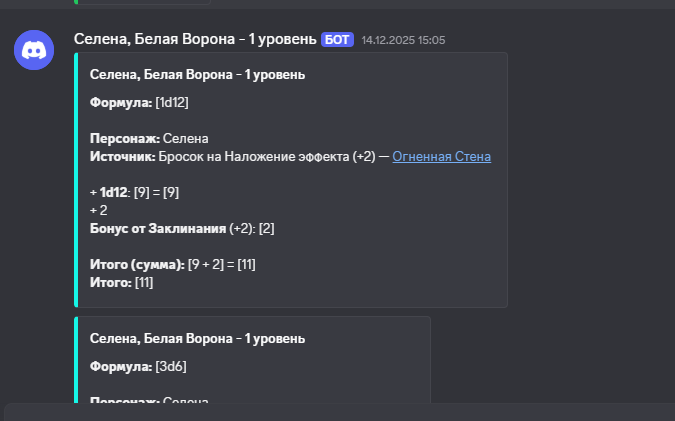 Селена, Белая Ворона - 1 уровень БОТ 14.12.2025 15:05
Селена, Белая Ворона - 1 уровень
Формула: [1d12]
Персонаж: Селена
Источник: Бросок на Наложение эффекта (+2) — Огненная Стена
+ 1d12: [9] = [9]
+ 2
Бонус от Заклинания (+2): [2]
Итого (сумма): [9 + 2] = [11]
Итого: [11]
Селена, Белая Ворона - 1 уровень
Формула: [3d6]
Персонаж: Селена